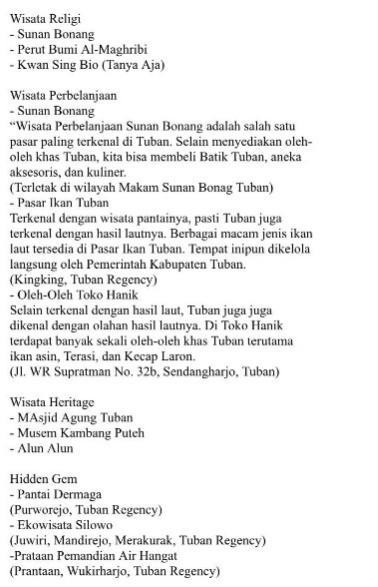 Wisata Religi
- Sunan Bonang
- Perut Bumi Al-Maghribi
- Kwan Sing Bio (Tanya Aja)
Wisata Perbelanjaan
- Sunan Bonang
“Wisata Perbelanjaan Sunan Bonang adalah salah satu
pasar paling terkenal di Tuban. Selain menyediakan oleh-
oleh khas Tuban, kita bisa membeli Batik Tuban, aneka
aksesoris, dan kuliner.
(Terletak di wilayah Makam Sunan Bonag Tuban)
- Pasar Ikan Tuban
Terkenal dengan wisata pantainya, pasti Tuban juga
terkenal dengan hasil lautnya. Berbagai macam jenis ikan
laut tersedia di Pasar Ikan Tuban. Tempat inipun dikelola
langsung oleh Pemerintah Kabupaten Tuban.
(Kingking, Tuban Regency)
- Oleh-Oleh Toko Hanik
Selain terkenal dengan hasil laut, Tuban juga juga
dikenal dengan olahan hasil lautnya. Di Toko Hanik
terdapat banyak sekali oleh-oleh khas Tuban terutama
ikan asin, Terasi, dan Kecap Laron.
(Jl. WR Supratman No. 32b, Sendangharjo, Tuban)
Wisata Heritage
- MAsjid Agung Tuban
- Musem Kambang Puteh
- Alun Alun
Hidden Gem
- Pantai Dermaga
(Purworejo, Tuban Regency)
- Ekowisata Silowo
(Juwiri, Mandirejo, Merakurak, Tuban Regency)
-Prataan Pemandian Air Hangat
(Prantaan, Wukirharjo, Tuban Regency)